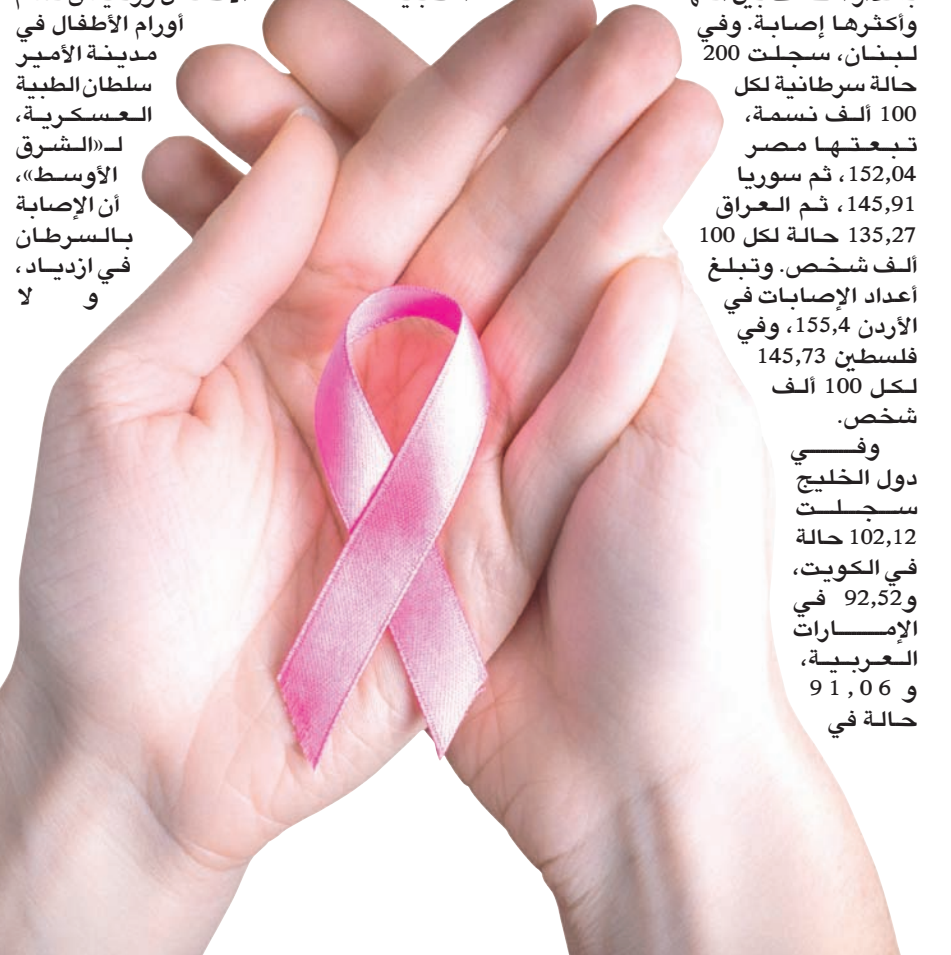 وأكثرها إصابة. وفي
لبنان، سجلت 200
حالة سرطانية لكل
100 ألف نسمة،
تبعتها مصر
152,04، ثم سوريا
145,91، ثم العراق
135,27 حالة لكل 100
ألف شخص. وتبلغ
أعداد الإصابات في
الأردن 155,4، وفي
فلسطين 145,73
لكل 100 ألف
شخص.
وفي
دول الخليج
سجلت
102,12 حالة
في الكويت،
و92,52 في
الإمارات
العربية،
و 91,06
حالة في
أورام الأطفال في
مدينة الأمير
سلطان الطبية
العسكرية،
لـ«الشرق
الأوسط»،
أن الإصابة
بالسرطان
في ازدياد،
و لا